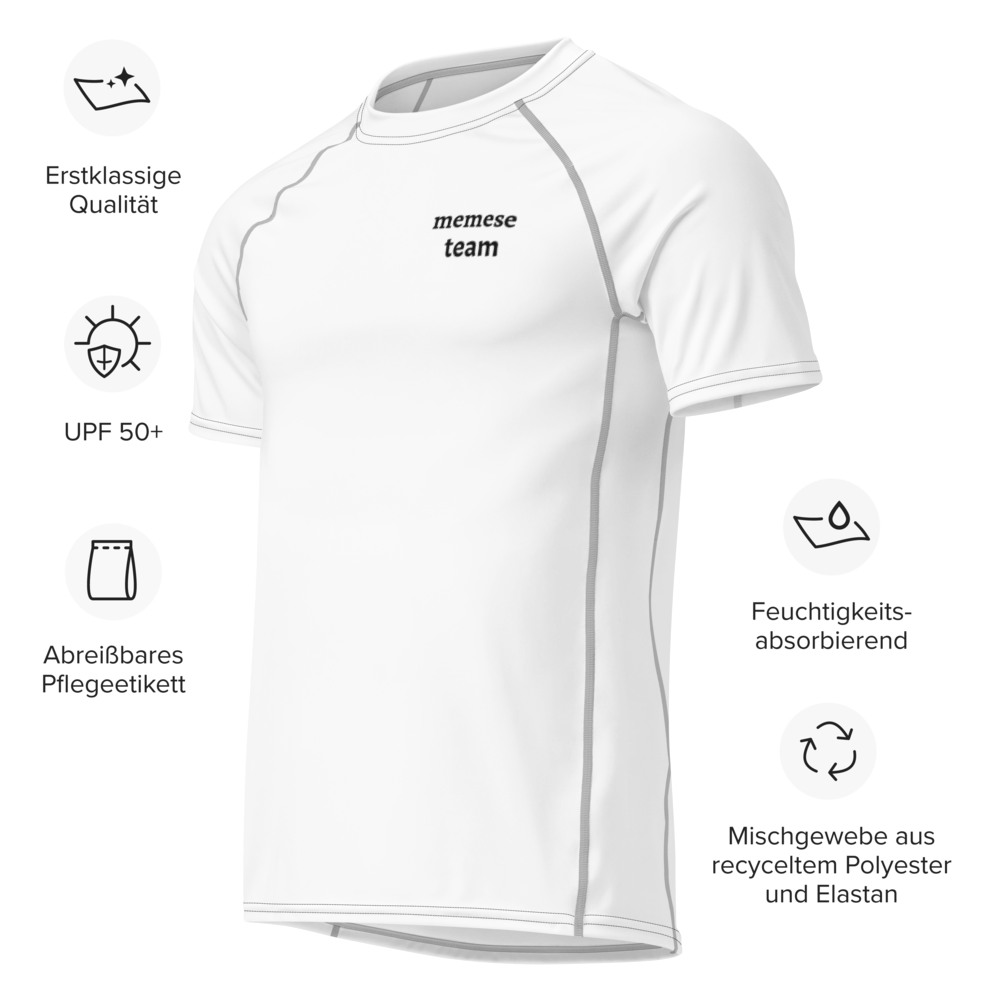 Erstklassige
Qualität
memese
team
UPF 50+
Abreißbares
Pflegeetikett
Feuchtigkeits-
absorbierend
Mischgewebe aus
recyceltem Polyester
und Elastan